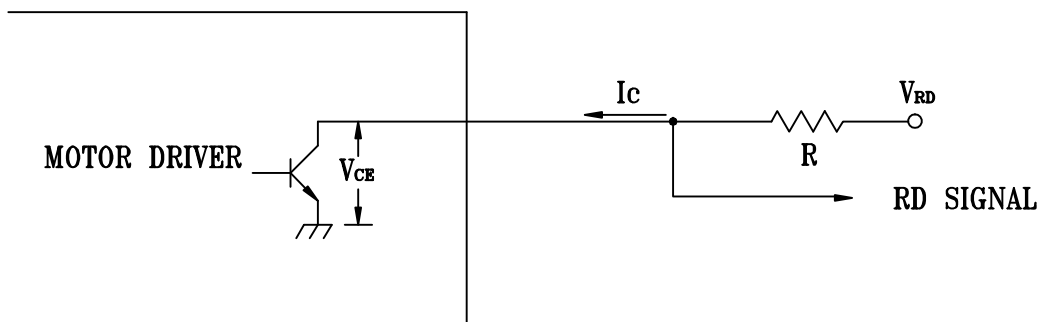 Ic
VRD
MOTOR DRIVER
VCE
R
RD SIGNAL